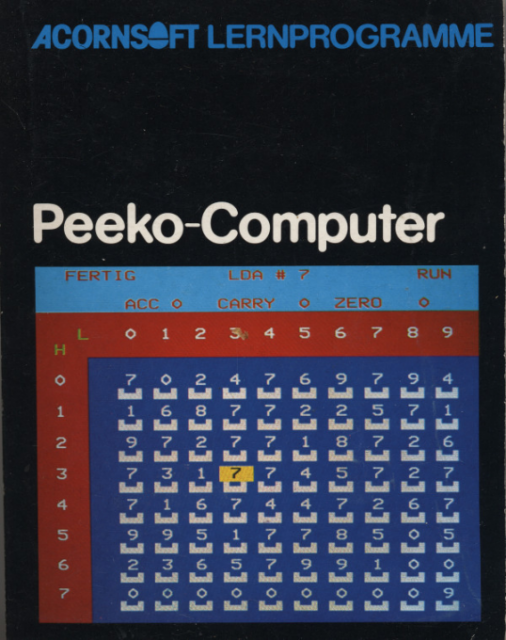 ACORNSOFT LERNPROGRAMME
Peeko-Computer
FERTIG LDA # 7 RUN
ACC 0 CARRY 0 ZERO 0
L 0 1 2 3 4 5 6 7 8 9
H
0 7 0 2 4 7 6 9 7 9 4
1 1 6 8 7 7 2 2 5 7 1
2 9 7 2 7 7 1 8 7 2 6
3 7 3 1 7 7 4 5 7 2 7
4 7 1 6 7 4 4 7 2 6 7
5 9 9 5 1 7 7 8 5 0 5
6 2 3 6 5 7 9 9 1 0 0
7 0 0 0 0 0 0 0 0 0 9